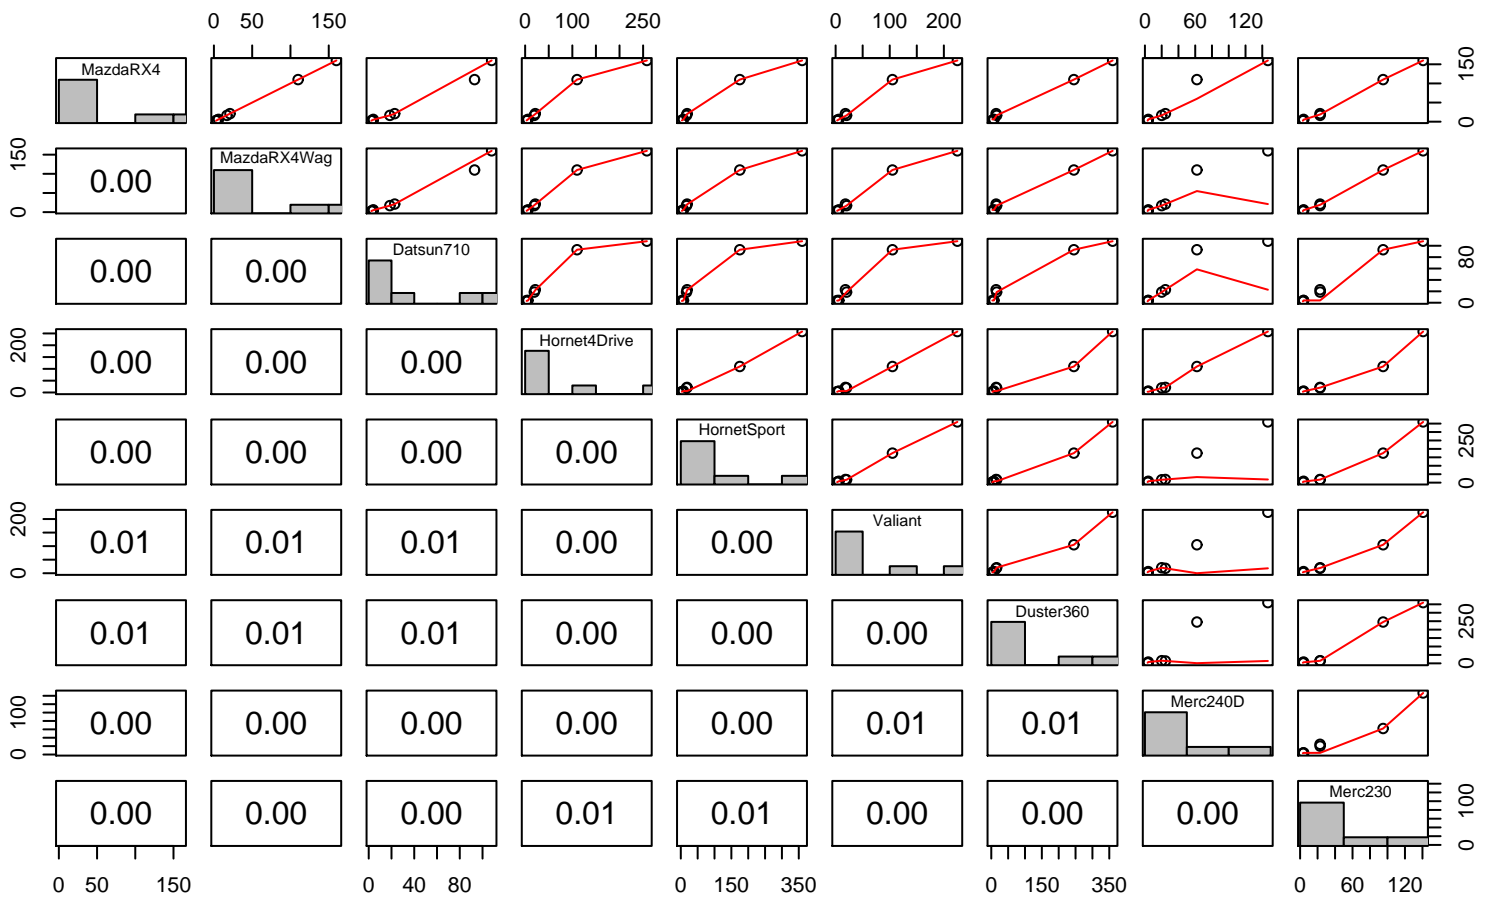 0 50 150 0 100 250 0 100 200 0 60 120
MazdaRX4 0 150
0 150 0.00 MazdaRX4Wag
0.00 0.00 Datsun710 0 80
0 200 0.00 0.00 0.00 Hornet4Drive
0.00 0.00 0.00 0.00 HornetSport 0 250
0 200 0.01 0.01 0.01 0.00 0.00 Valiant
0.01 0.01 0.01 0.00 0.00 0.00 Duster360 0 250
0 100 0.00 0.00 0.00 0.00 0.00 0.01 0.01 Merc240D
0.00 0.00 0.00 0.01 0.01 0.00 0.00 0.00 Merc230 0 100
0 50 150 0 40 80 0 150 350 0 150 350 0 60 120